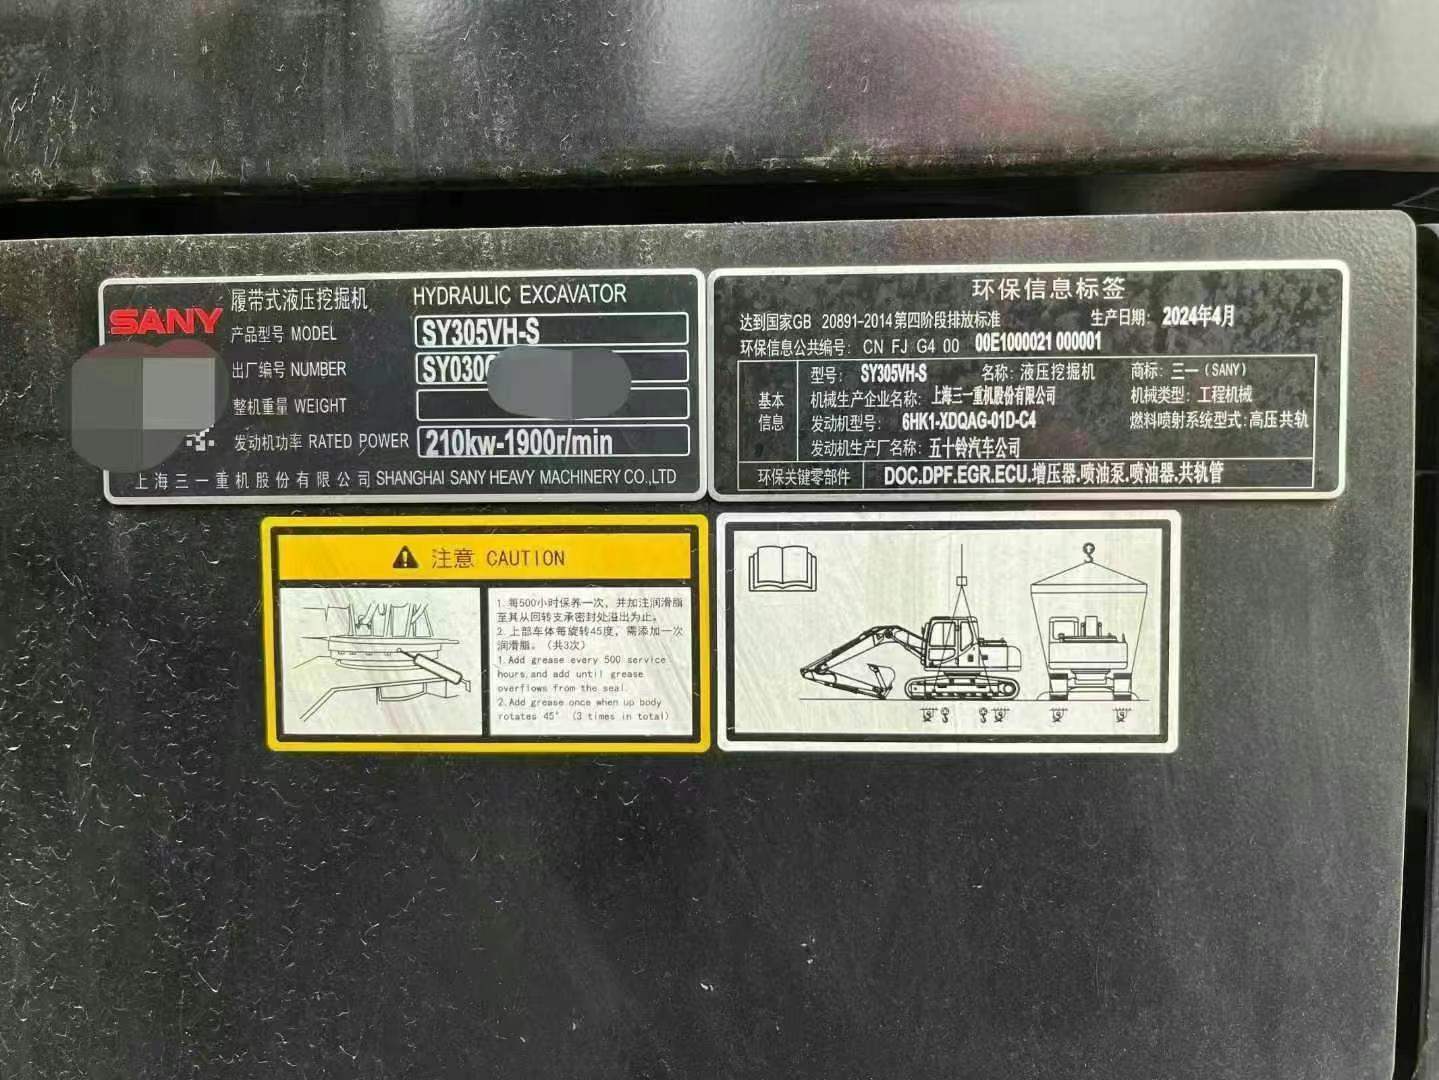 SANY
履带式液压挖掘机 HYDRAULIC EXCAVATOR
产品型号 MODEL SY305VH-S
出厂编号 NUMBER SY030
整机重量 WEIGHT
发动机功率 RATED POWER 210kw-1900r/min
上海三一重机股份有限公司 SHANGHAI SANY HEAVY MACHINERY CO.,LTD
环保信息标签
达到国家GB 20891-2014第四阶段排放标准 生产日期: 2024年4月
环保信息公共编号: CN FJ G4 00 00E1000021 000001
基本信息
型号: SY305VH-S 名称: 液压挖掘机 商标: 三一(SANY)
机械生产企业名称: 上海三一重机股份有限公司 机械类型: 工程机械
发动机型号: 6HK1-XDQAG-01D-C4 燃料喷射系统型式:高压共轨
发动机生产厂名称: 五十铃汽车公司
环保关键零部件 DOC.DPF.EGR.ECU.增压器.喷油泵.喷油器.共轨管
注意 CAUTION
1.每500小时保养一次, 并加注润滑脂
至其从回转支承密封处溢出为止。
2.上部车体每旋转45度, 需添加一次
润滑脂。(共3次)
1.Add grease every 500 service
hours,and add until grease
overflows from the seal.
2.Add grease once when up body
rotates 45° (3 times in total)